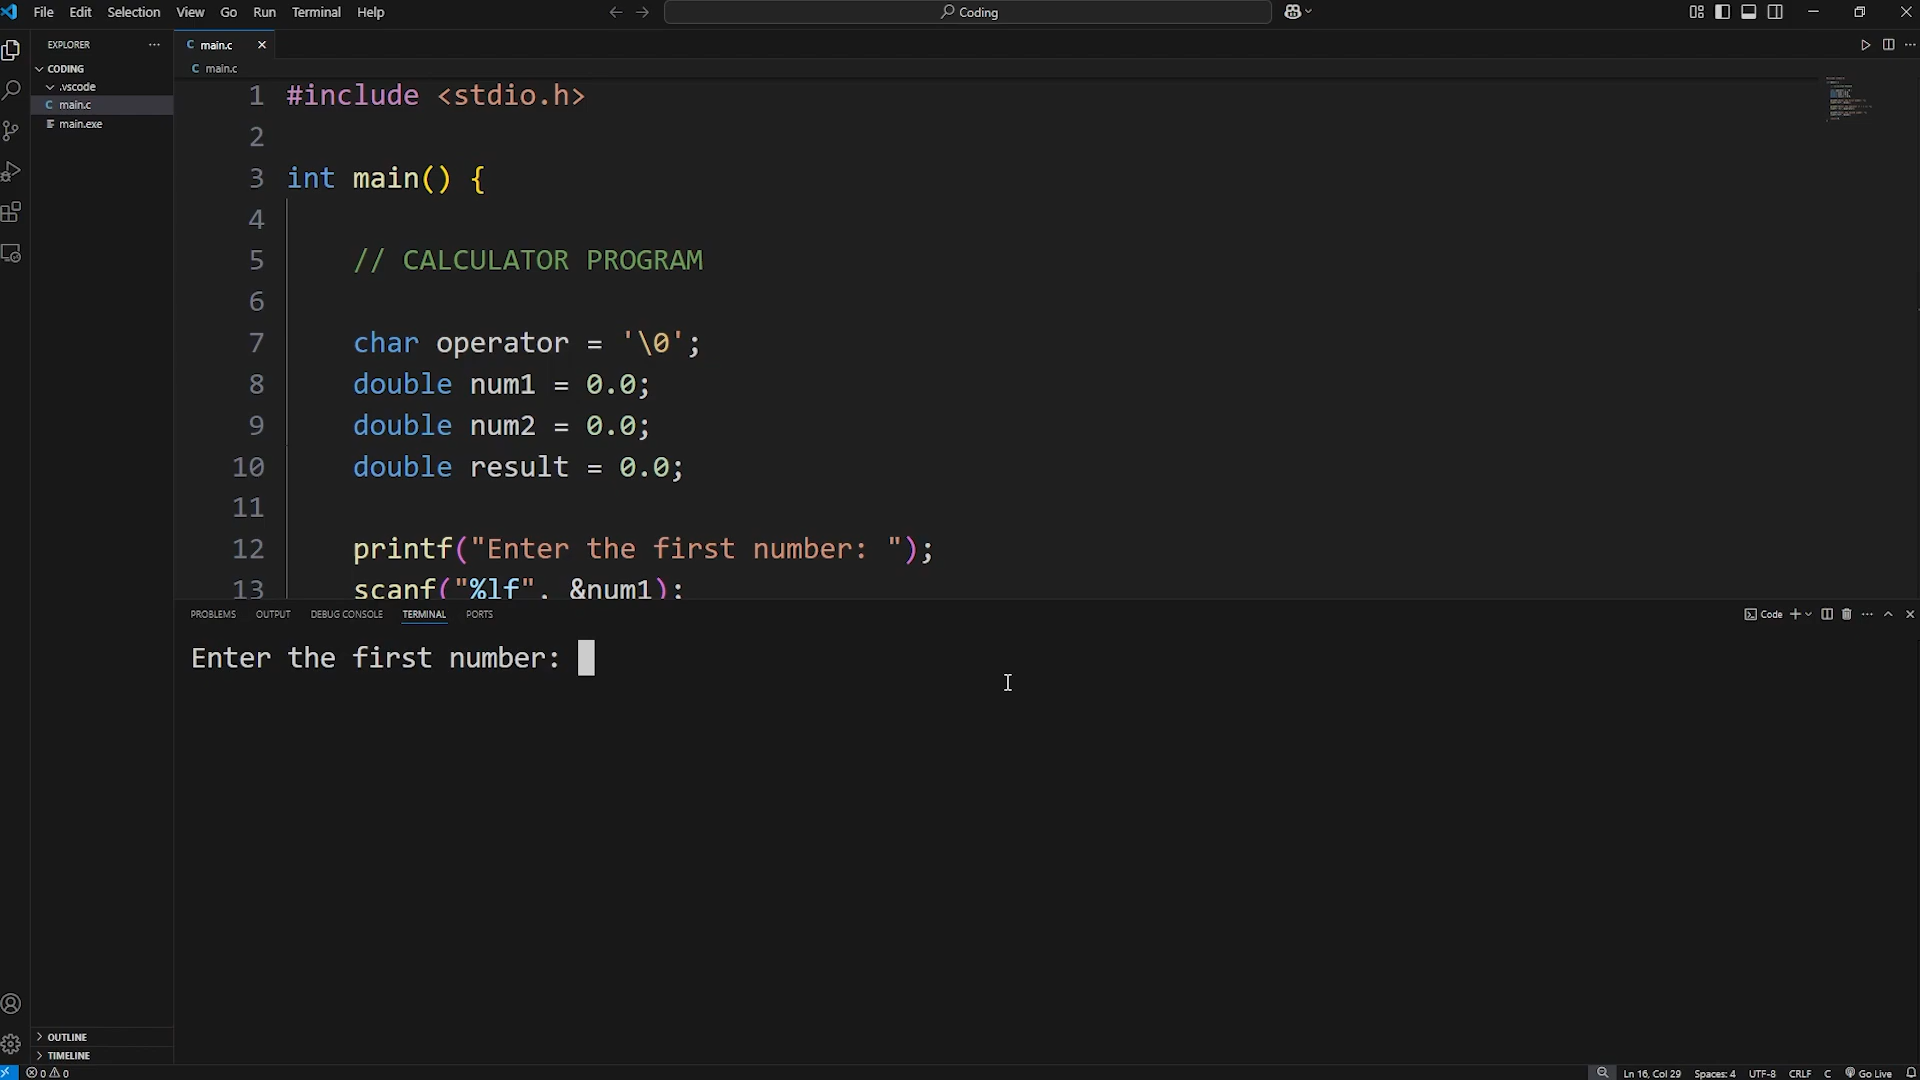 File Edit Selection View Go Run Terminal Help
Coding
EXPLORER
CODING
.vscode
main.c
main.exe
OUTLINE
TIMELINE
main.c
main.c
1 #include <stdio.h>
2
3 int main() {
4
5 // CALCULATOR PROGRAM
6
7 char operator = '\0';
8 double num1 = 0.0;
9 double num2 = 0.0;
10 double result = 0.0;
11
12 printf("Enter the first number: ");
13 scanf("%lf", &num1);
PROBLEMS OUTPUT DEBUG CONSOLE TERMINAL PORTS
Code
Enter the first number:
0 0
Ln 16, Col 29 Spaces: 4 UTF-8 CRLF C Go Live